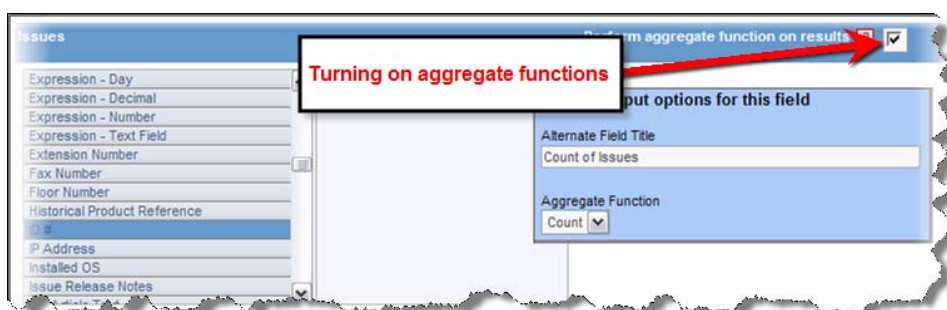 Issues
Perform aggregate function on results
Turning on aggregate functions
Expression - Day
Expression - Decimal
Expression - Number
Expression - Text Field
Extension Number
Fax Number
Floor Number
Historical Product Reference
ID #
IP Address
Installed OS
Issue Release Notes
put options for this field
Alternate Field Title
Count of Issues
Aggregate Function
Count